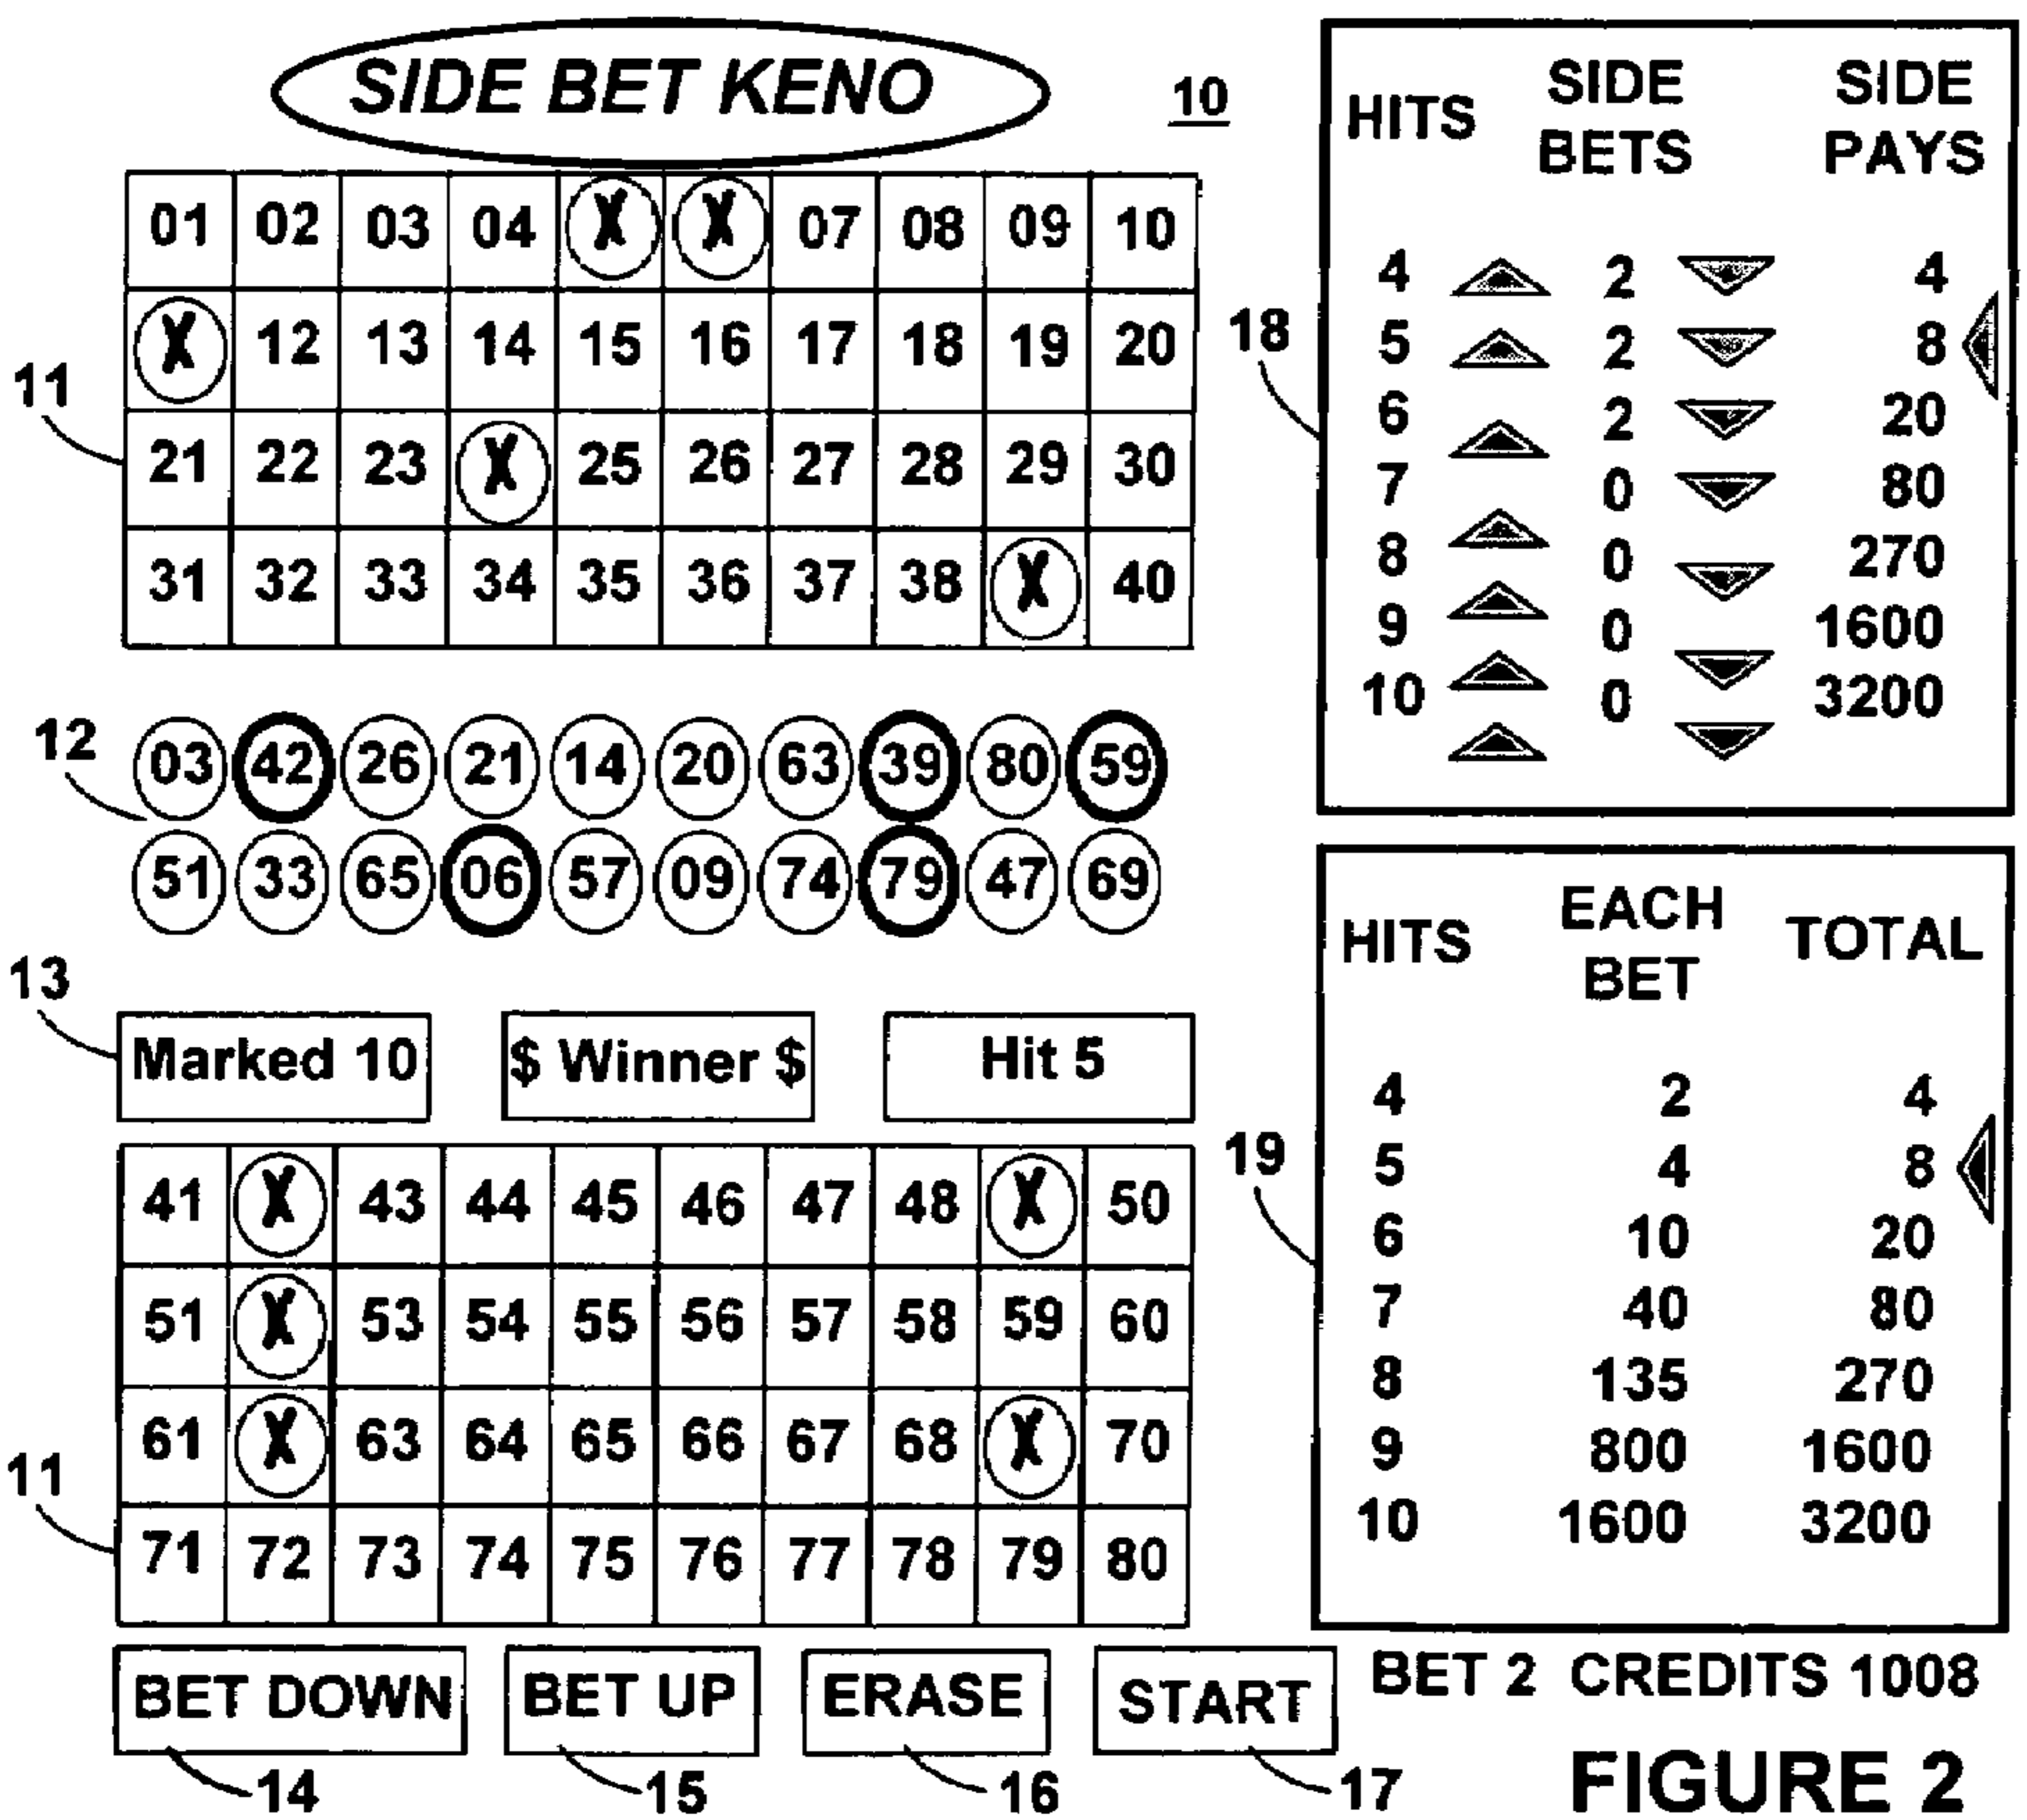 SIDE BET KENO
10
01 02 03 04 X X 07 08 09 10
X 12 13 14 15 16 17 18 19 20
21 22 23 X 25 26 27 28 29 30
31 32 33 34 35 36 37 38 X 40
11
12
03 42 26 21 14 20 63 39 80 59
51 33 65 06 57 09 74 79 47 69
13
Marked 10 $ Winner $ Hit 5
41 X 43 44 45 46 47 48 X 50
51 X 53 54 55 56 57 58 59 60
61 X 63 64 65 66 67 68 X 70
71 72 73 74 75 76 77 78 79 80
11
BET DOWN BET UP ERASE START
14 15 16 17
HITS SIDE BETS SIDE PAYS
4 2 4
5 2 8
6 2 20
7 0 80
8 0 270
9 0 1600
10 0 3200
18
HITS EACH BET TOTAL
4 2 4
5 4 8
6 10 20
7 40 80
8 135 270
9 800 1600
10 1600 3200
19
BET 2 CREDITS 1008
FIGURE 2